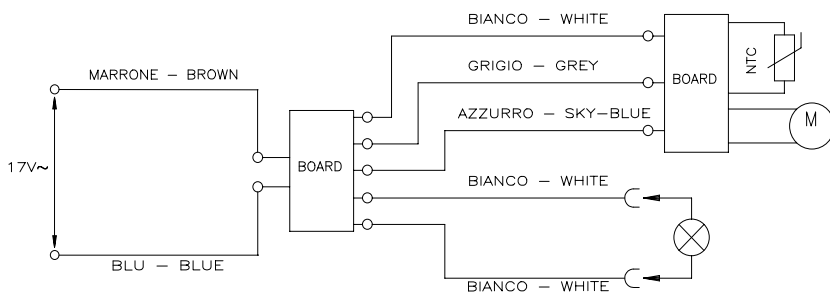 BIANCO – WHITE
MARRONE – BROWN
GRIGIO – GREY
BOARD
NTC
AZZURRO – SKY–BLUE
M
17V~
BOARD
BIANCO – WHITE
BLU – BLUE
BIANCO – WHITE